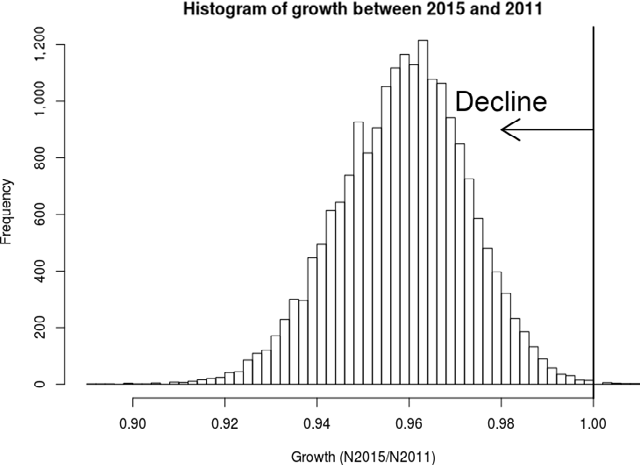 Histogram of growth between 2015 and 2011
1,200
1,000
800
600
400
200
0
Frequency
Decline
0.90 0.92 0.94 0.96 0.98 1.00
Growth (N2015/N2011)